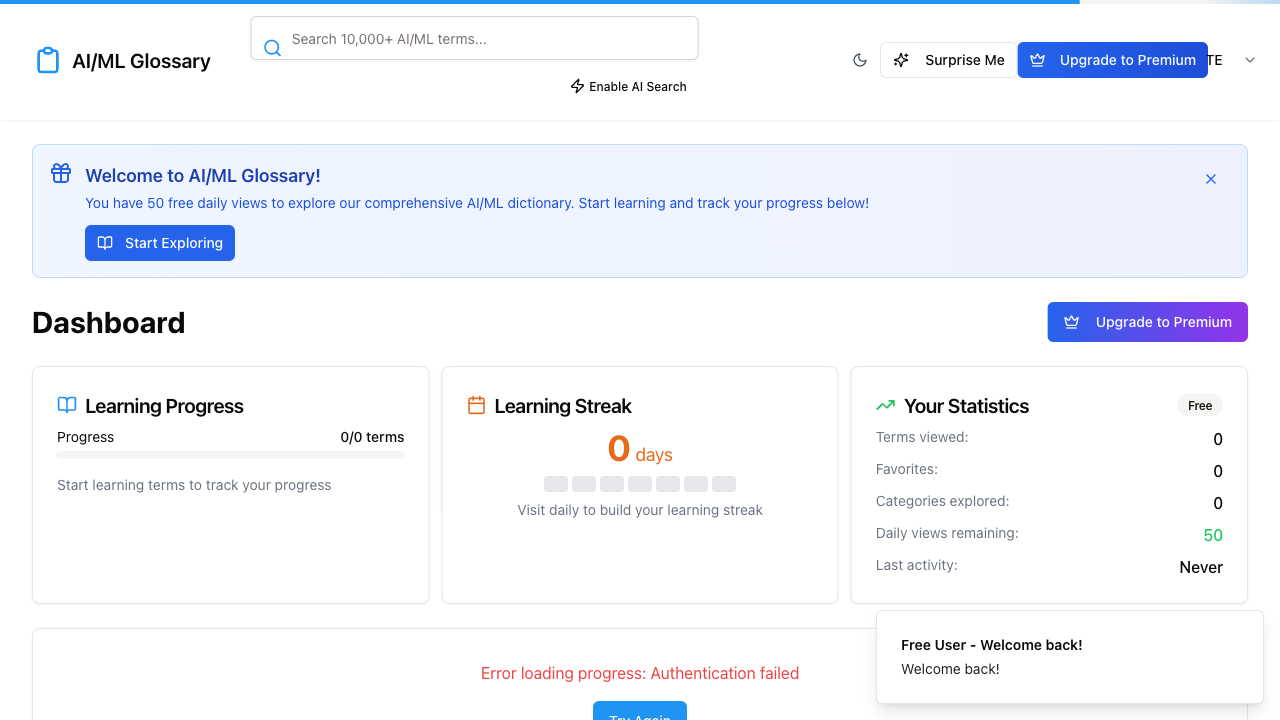 AI/ML Glossary
Search 10,000+ AI/ML terms...
Enable AI Search
Surprise Me
Upgrade to Premium
TE
Welcome to AI/ML Glossary!
You have 50 free daily views to explore our comprehensive AI/ML dictionary. Start learning and track your progress below!
Start Exploring
Dashboard
Upgrade to Premium
Learning Progress
Progress 0/0 terms
Start learning terms to track your progress
Learning Streak
0 days
Visit daily to build your learning streak
Your Statistics Free
Terms viewed: 0
Favorites: 0
Categories explored: 0
Daily views remaining: 50
Last activity: Never
Error loading progress: Authentication failed
Try Again
Free User - Welcome back!
Welcome back!